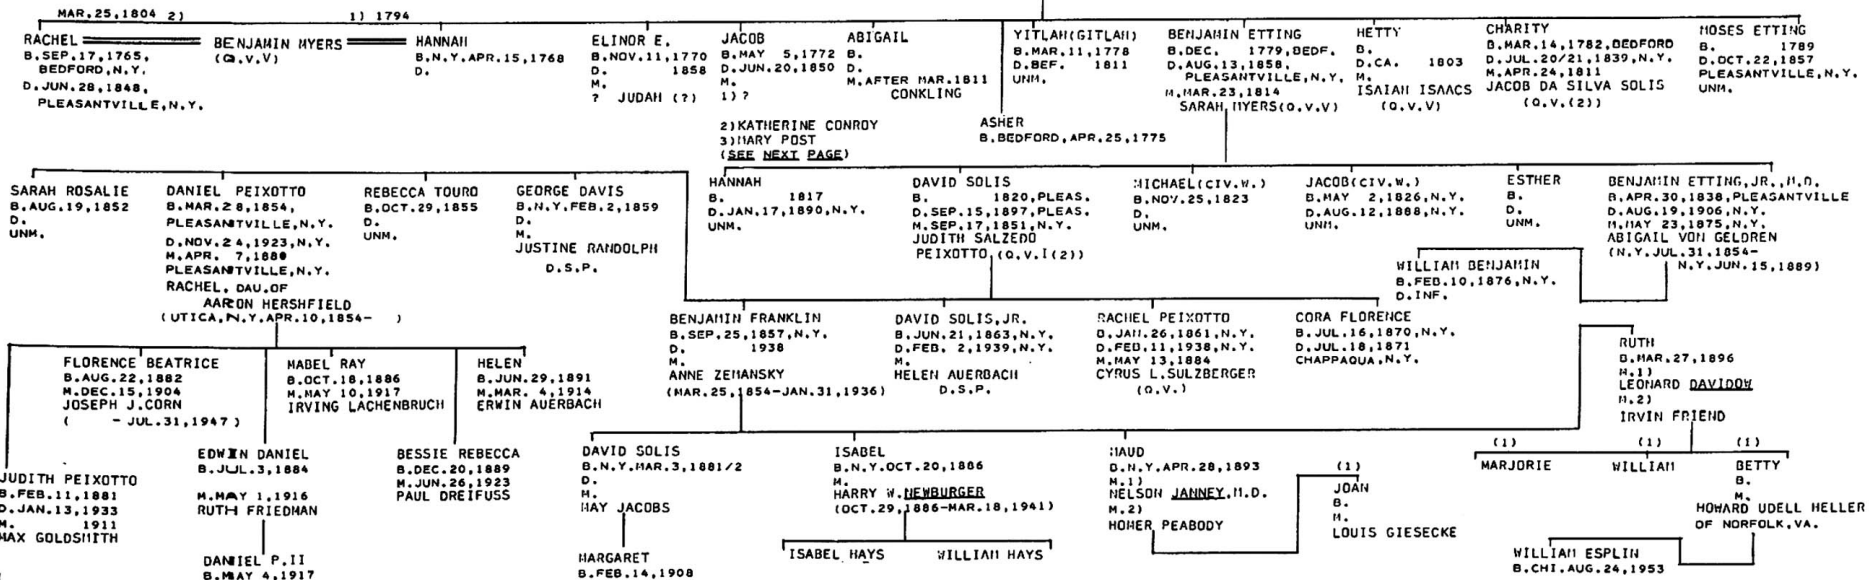 MAR.25,1804 2)
1) 1794
RACHEL
B.SEP.17,1765,
BEDFORD,N.Y.
D.JUN.28,1848,
PLEASANTVILLE,N.Y.
BENJAMIN MYERS
(Q.V.V)
HANNAH
B.N.Y.APR.15,1768
D.
ELINOR E.
B.NOV.11,1770
D. 1858
M.
? JUDAH (?)
JACOB
B.MAY 5,1772
D.JUN.20,1850
M.
1) ?
2)KATHERINE CONROY
3)MARY POST
(SEE NEXT PAGE)
ABIGAIL
B.
D.
M.AFTER MAR.1811
CONKLING
ASHER
B.BEDFORD,APR.25,1775
YITLAH(GITLAH)
B.MAR.11,1778
D.BEF. 1811
UNM.
BENJAMIN ETTING
B.DEC. 1779,BEDF.
D.AUG.13,1858,
PLEASANTVILLE,N.Y.
M.MAR.23,1814
SARAH MYERS(Q.V.V)
HETTY
B.
D.CA. 1803
M.
ISAIAH ISAACS
(Q.V.V)
CHARITY
B.MAR.14,1782,BEDFORD
D.JUL.20/21,1839,N.Y.
M.APR.24,1811
JACOB DA SILVA SOLIS
(Q.V.(2))
MOSES ETTING
B. 1789
D.OCT.22,1857
PLEASANTVILLE,N.Y.
UNM.
SARAH ROSALIE
B.AUG.19,1852
D.
UNM.
DANIEL PEIXOTTO
B.MAR.28,1854,
PLEASANTVILLE,N.Y.
D.NOV.24,1923,N.Y.
M.APR. 7,1880
PLEASANTVILLE,N.Y.
RACHEL, DAU.OF
AARON HERSHFIELD
(UTICA,N.Y.APR.10,1854- )
REBECCA TOURO
B.OCT.29,1855
D.
UNM.
GEORGE DAVIS
B.N.Y.FEB.2,1859
D.
M.
JUSTINE RANDOLPH
D.S.P.
HANNAH
B. 1817
D.JAN.17,1890,N.Y.
UNM.
DAVID SOLIS
B. 1820,PLEAS.
D.SEP.15,1897,PLEAS.
M.SEP.17,1851,N.Y.
JUDITH SALZEDO
PEIXOTTO (Q.V.I(2))
MICHAEL(CIV.W.)
B.NOV.25,1823
D.
UNM.
JACOB(CIV.W.)
B.MAY 2,1826,N.Y.
D.AUG.12,1888,N.Y.
UNM.
ESTHER
B.
D.
UNM.
BENJAMIN ETTING,JR.,M.D.
B.APR.30,1838,PLEASANTVILLE
D.AUG.19,1906,N.Y.
M.MAY 23,1875,N.Y.
ABIGAIL VON GELDREN
(N.Y.JUL.31,1854-
N.Y.JUN.15,1889)
WILLIAM BENJAMIN
B.FEB.10,1876,N.Y.
D.INF.
BENJAMIN FRANKLIN
B.SEP.25,1857,N.Y.
D. 1938
M.
ANNE ZEMANSKY
(MAR.25,1854-JAN.31,1936)
DAVID SOLIS,JR.
B.JUN.21,1863,N.Y.
D.FEB. 2,1939,N.Y.
M.
HELEN AUERBACH
D.S.P.
RACHEL PEIXOTTO
B.JAN.26,1861,N.Y.
D.FEB.11,1938,N.Y.
M.MAY 13,1884
CYRUS L.SULZBERGER
(Q.V.)
CORA FLORENCE
B.JUL.16,1870,N.Y.
D.JUL.18,1871
CHAPPAQUA,N.Y.
RUTH
B.MAR.27,1896
M.1)
LEONARD DAVIDOW
M.2)
IRVIN FRIEND
FLORENCE BEATRICE
B.AUG.22,1882
M.DEC.15,1904
JOSEPH J.CORN
( - JUL.31,1947)
MABEL RAY
B.OCT.18,1886
M.MAY 10,1917
IRVING LACHENBRUCH
HELEN
B.JUN.29,1891
M.MAR. 4,1914
ERWIN AUERBACH
JUDITH PEIXOTTO
B.FEB.11,1881
D.JAN.13,1933
M. 1911
MAX GOLDSMITH
EDWIN DANIEL
B.JUL.3,1884
M.MAY 1,1916
RUTH FRIEDMAN
BESSIE REBECCA
B.DEC.20,1889
M.JUN.26,1923
PAUL DREIFUSS
DAVID SOLIS
B.N.Y.MAR.3,1881/2
D.
M.
MAY JACOBS
ISABEL
B.N.Y.OCT.20,1886
M.
HARRY W.NEWBURGER
(OCT.29,1886-MAR.18,1941)
MAUD
B.N.Y.APR.28,1893
M.1)
NELSON JANNEY,M.D.
M.2)
HOMER PEABODY
(1)
JOAN
B.
M.
LOUIS GIESECKE
(1)
MARJORIE
(1)
WILLIAM
(1)
BETTY
B.
M.
HOWARD UDELL HELLER
OF NORFOLK,VA.
DANIEL P.II
B.MAY 4,1917
MARGARET
B.FEB.14,1908
ISABEL HAYS
WILLIAM HAYS
WILLIAM ESPLIN
B.CHI.AUG.24,1953